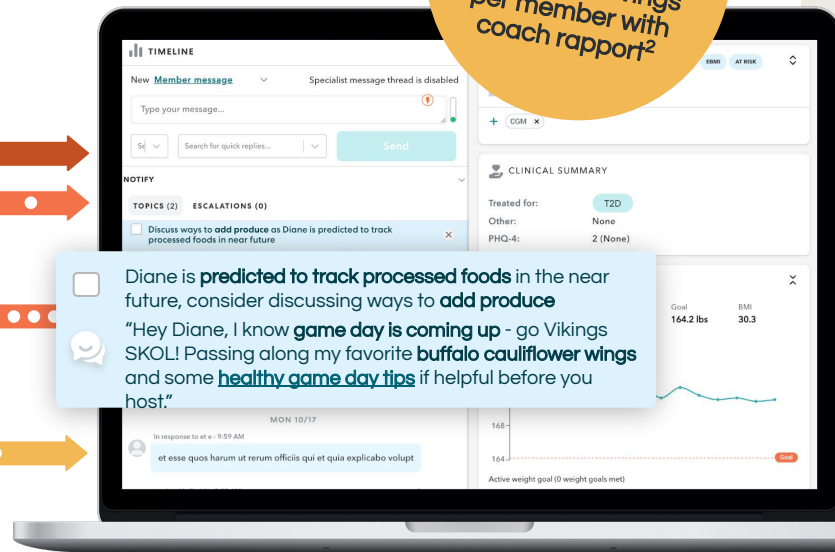 per member with
coach rapport²
TIMELINE
New Member message
Specialist message thread is disabled
Type your message...
Search for quick replies...
Send
NOTIFY
TOPICS (2) ESCALATIONS (0)
Discuss ways to add produce as Diane is predicted to track
processed foods in near future
Diane is predicted to track processed foods in the near
future, consider discussing ways to add produce
"Hey Diane, I know game day is coming up - go Vikings
SKOL! Passing along my favorite buffalo cauliflower wings
and some healthy game day tips if helpful before you
host."
MON 10/17
In response to et e - 9:59 AM
et esse quos harum ut rerum officiis qui et quia explicabo volupt
EBMI AT RISK
+ CGM ×
CLINICAL SUMMARY
Treated for: T2D
Other: None
PHQ-4: 2 (None)
Goal BMI
164.2 lbs 30.3
168
164
Goal
Active weight goal (0 weight goals met)